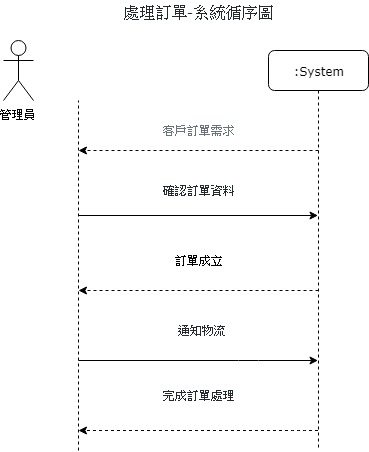 處理訂單-系統循序圖
:System
管理員
客戶訂單需求
確認訂單資料
訂單成立
通知物流
完成訂單處理